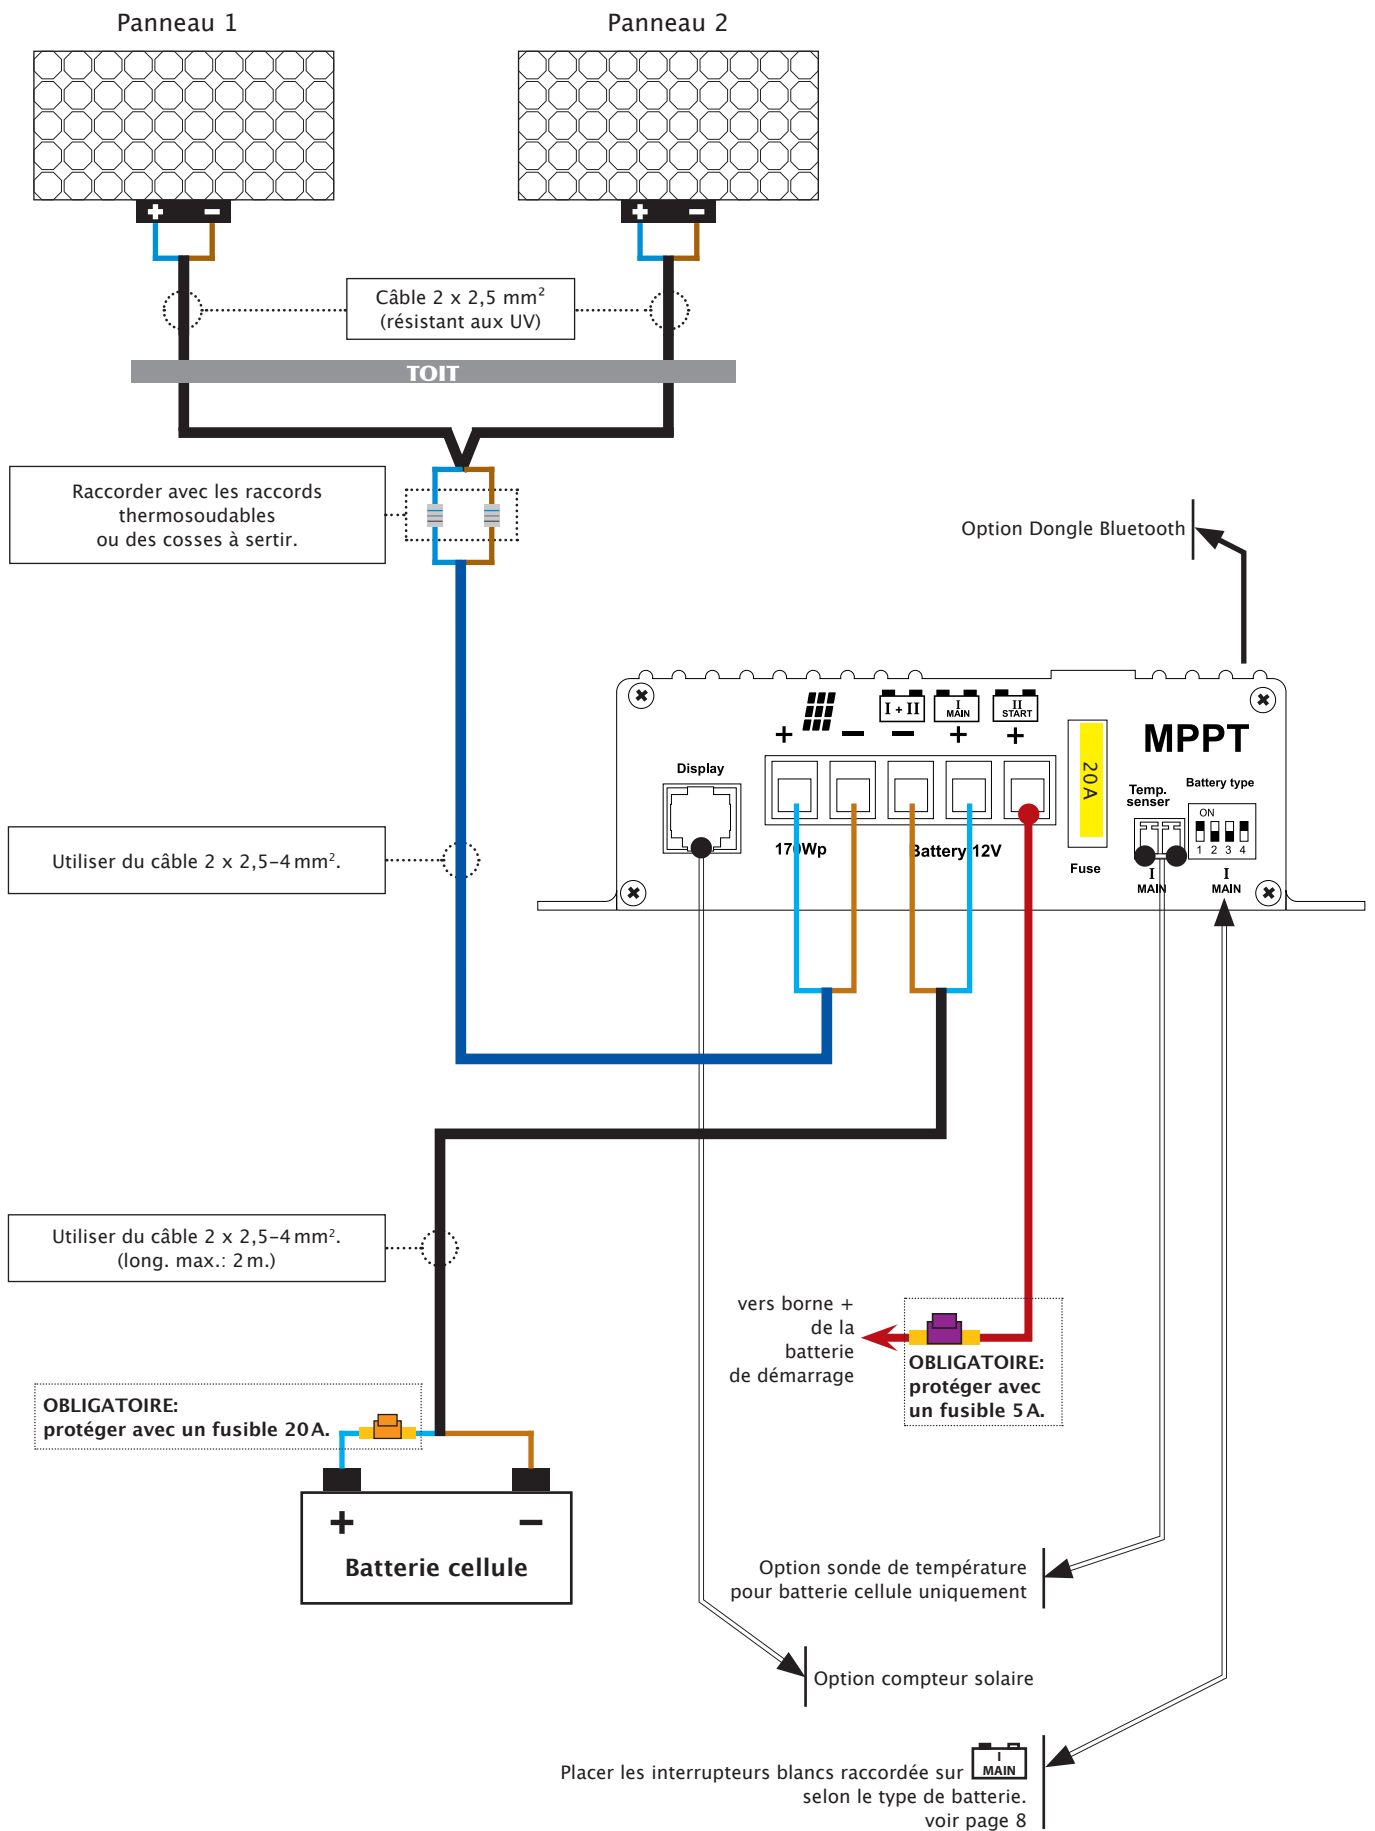 Panneau 1
Panneau 2
+ −
+ −
Câble 2 x 2,5 mm²
(résistant aux UV)
TOIT
Raccorder avec les raccords
thermosoudables
ou des cosses à sertir.
Option Dongle Bluetooth
I + II
I
MAIN
II
START
+ − − + +
MPPT
Display
20A
Temp.
senser
Battery type
ON
1 2 3 4
170Wp
Battery 12V
Fuse
I
MAIN
I
MAIN
Utiliser du câble 2 x 2,5–4 mm².
Utiliser du câble 2 x 2,5–4 mm².
(long. max.: 2 m.)
vers borne +
de la
batterie
de démarrage
OBLIGATOIRE:
protéger avec
un fusible 5 A.
OBLIGATOIRE:
protéger avec un fusible 20 A.
+ −
Batterie cellule
Option sonde de température
pour batterie cellule uniquement
Option compteur solaire
Placer les interrupteurs blancs raccordée sur I MAIN
selon le type de batterie.
voir page 8